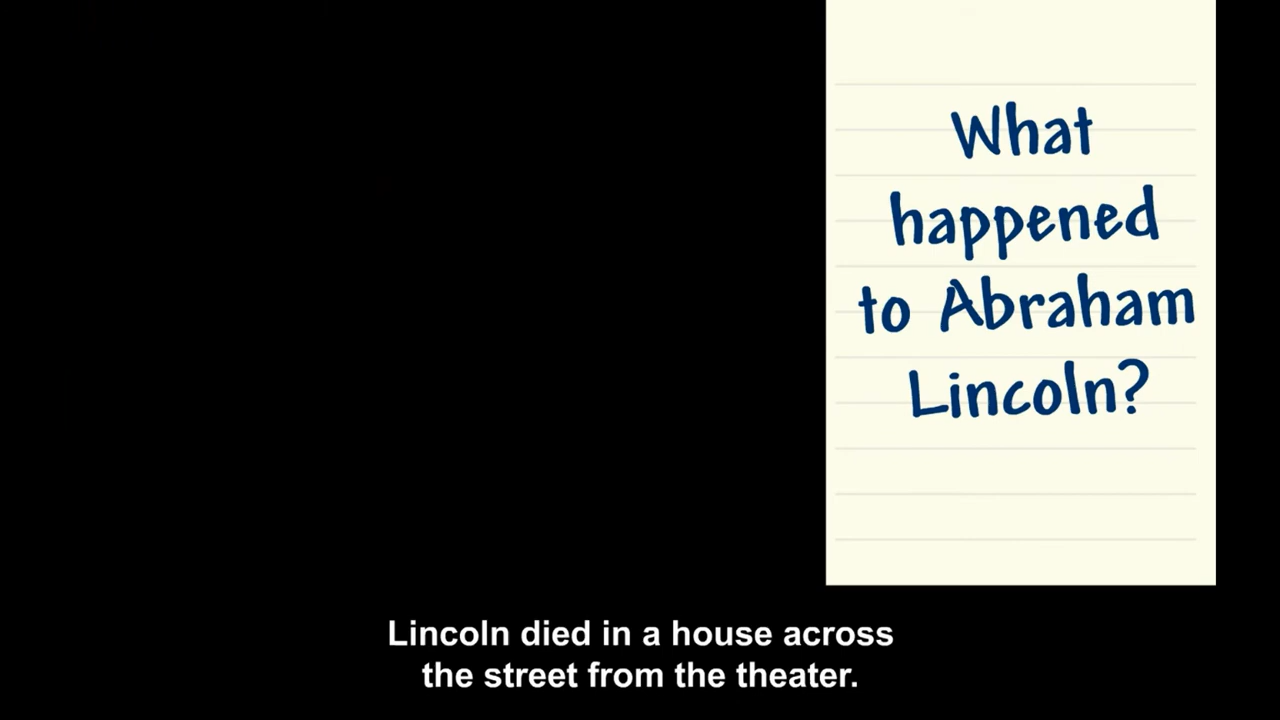 What
happened
to Abraham
Lincoln?
Lincoln died in a house across
the street from the theater.